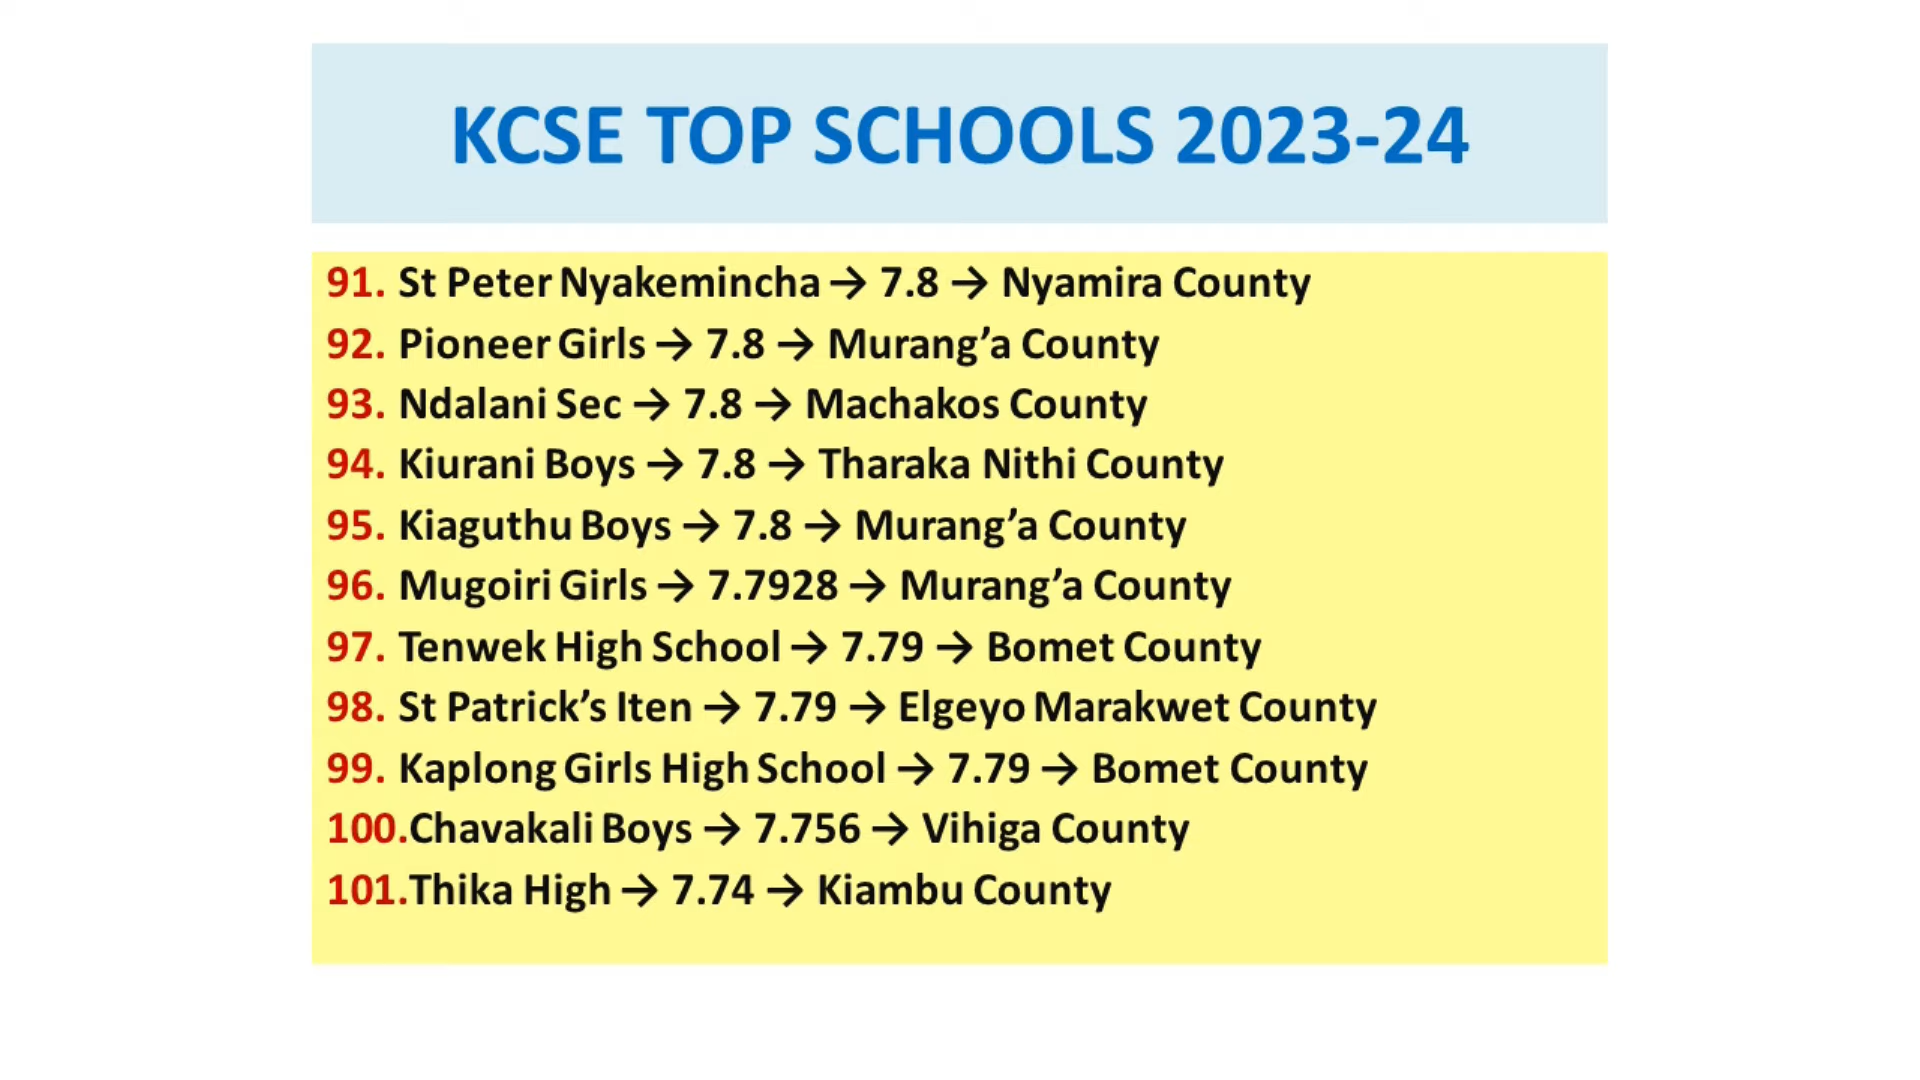 KCSE TOP SCHOOLS 2023-24
91. St Peter Nyakemincha → 7.8 → Nyamira County
92. Pioneer Girls → 7.8 → Murang’a County
93. Ndalani Sec → 7.8 → Machakos County
94. Kiurani Boys → 7.8 → Tharaka Nithi County
95. Kiaguthu Boys → 7.8 → Murang’a County
96. Mugoiri Girls → 7.7928 → Murang’a County
97. Tenwek High School → 7.79 → Bomet County
98. St Patrick’s Iten → 7.79 → Elgeyo Marakwet County
99. Kaplong Girls High School → 7.79 → Bomet County
100.Chavakali Boys → 7.756 → Vihiga County
101.Thika High → 7.74 → Kiambu County